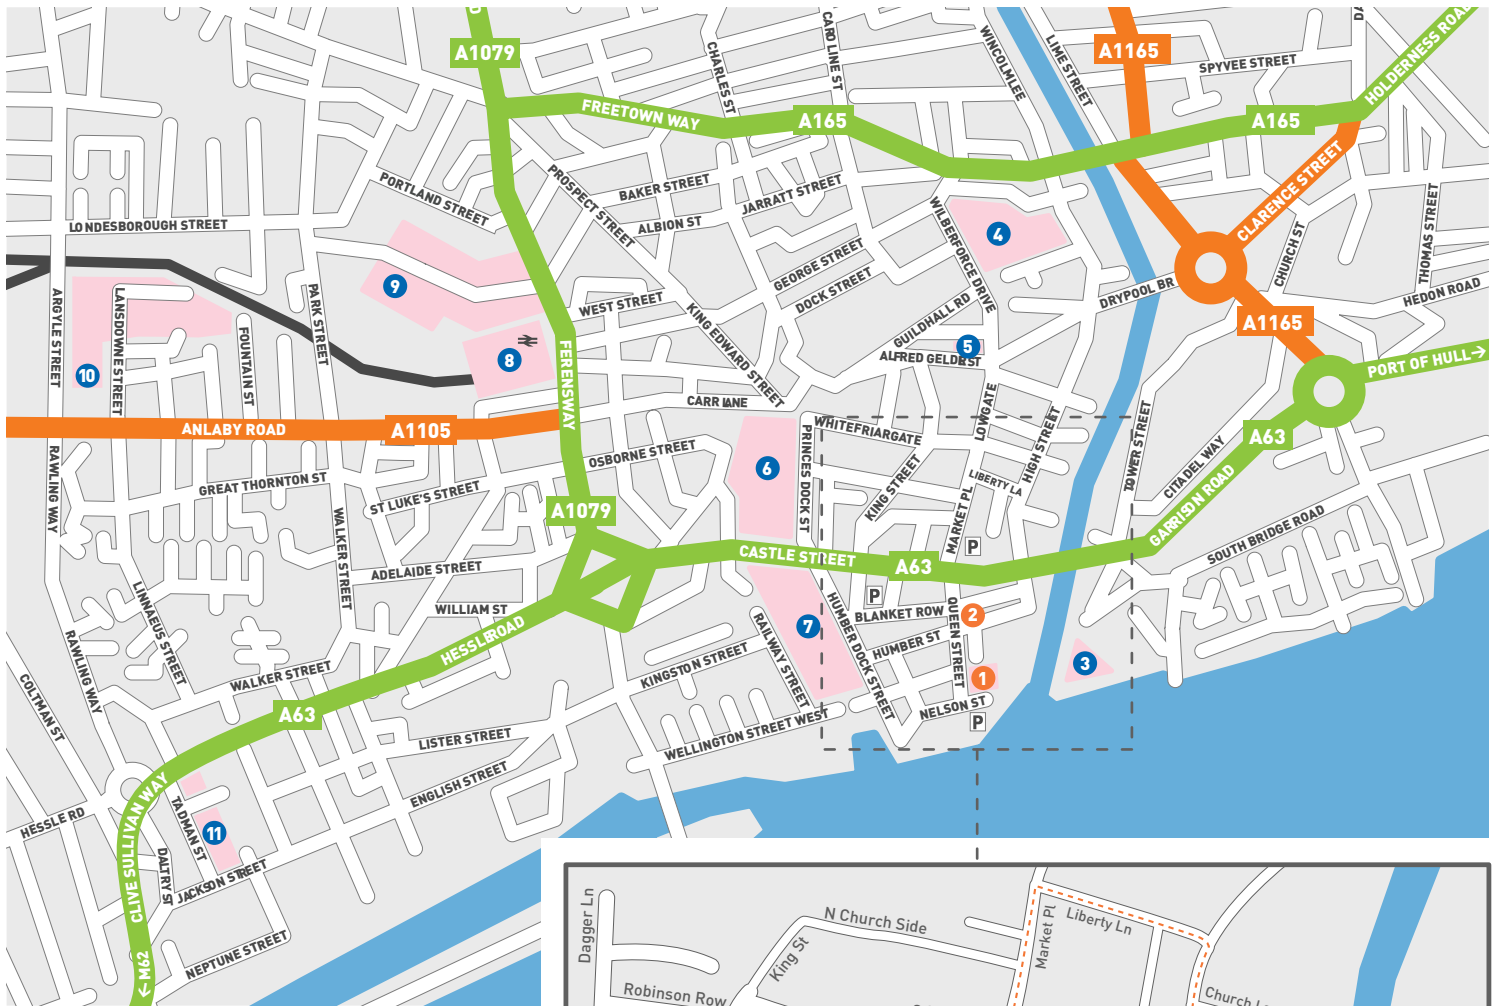 A1079
CHARLES ST
CAROLINE ST
WINCOLMLEE
LIME STREET
A1165
SPYVEE STREET
HOLDERNESS ROAD
FREETOWN WAY
A165
A165
PORTLAND STREET
PROSPECT STREET
BAKER STREET
JARRATT STREET
ALBION ST
WILBERFORCE DRIVE
4
CLARENCE STREET
CHURCH ST
THOMAS STREET
LONDESBOROUGH STREET
GEORGE STREET
DOCK STREET
DRYPOOL BR
HEDON ROAD
ARGYLE STREET
LANSDOWNE STREET
FOUNTAIN ST
PARK STREET
9
WEST STREET
KING EDWARD STREET
GUILDHALL RD
A1165
8
5
ALFRED GELDER ST
PORT OF HULL →
10
FERENSWAY
CARR LANE
LOWGATE
HIGH STREET
ANLABY ROAD
A1105
WHITEFRIARGATE
TOWER STREET
A63
RAWLING WAY
OSBORNE STREET
6
PRINCES DOCK ST
KING STREET
LIBERTY LA
CITADEL WAY
GREAT THORNTON ST
ST LUKE'S STREET
A1079
MARKET PL
GARRISON ROAD
SOUTH BRIDGE ROAD
WALKER STREET
P
CASTLE STREET
A63
ADELAIDE STREET
LINNAEUS STREET
WILLIAM ST
P
BLANKET ROW
2
HESSLE ROAD
RAILWAY STREET
7
HUMBER DOCK STREET
HUMBER ST
QUEEN STREET
3
RAWLING WAY
COLTMAN ST
WALKER STREET
KINGSTON STREET
1
A63
NELSON ST
P
LISTER STREET
WELLINGTON STREET WEST
ENGLISH STREET
HESSLE RD
CLIVE SULLIVAN WAY
TADMAN ST
11
DALTRY ST
JACKSON STREET
NEPTUNE STREET
← M62
Dagger Ln
N Church Side
King St
Market Pl
Liberty Ln
Robinson Row